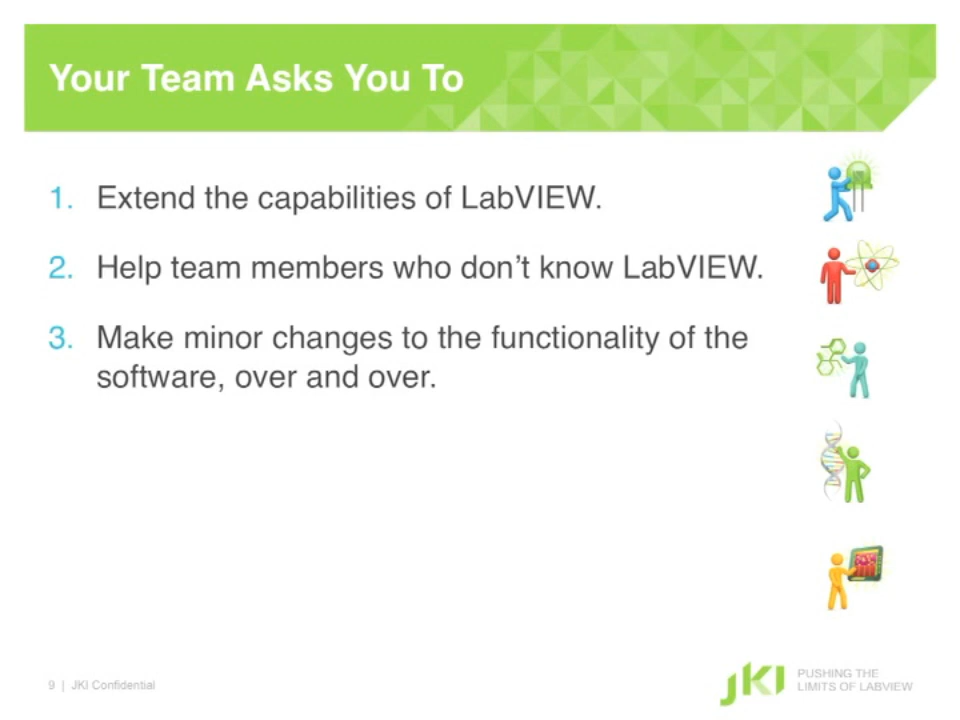 Your Team Asks You To
1. Extend the capabilities of LabVIEW.
2. Help team members who don’t know LabVIEW.
3. Make minor changes to the functionality of the
software, over and over.
9 | JKI Confidential
JKI
PUSHING THE
LIMITS OF LABVIEW